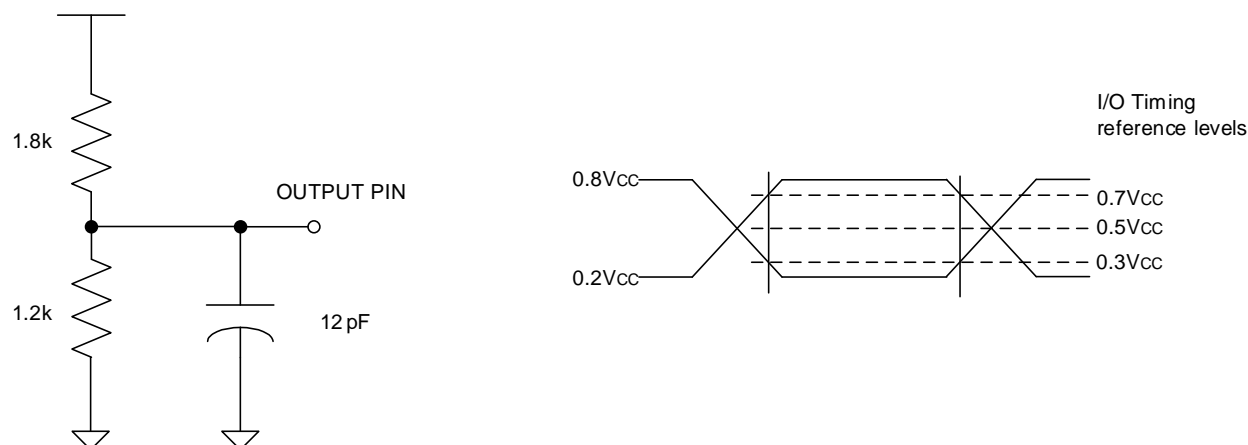 1.8k
OUTPUT PIN
1.2k
12 pF
I/O Timing
reference levels
0.8VCC
0.7VCC
0.5VCC
0.2VCC
0.3VCC